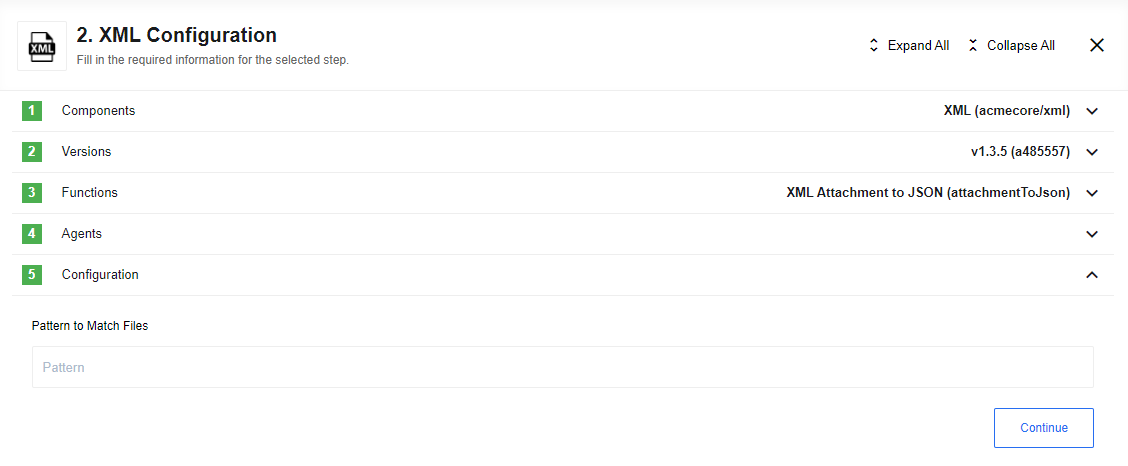 XML
2. XML Configuration
Fill in the required information for the selected step.
Expand All
Collapse All
1 Components XML (acmecore/xml)
2 Versions v1.3.5 (a485557)
3 Functions XML Attachment to JSON (attachmentToJson)
4 Agents
5 Configuration
Pattern to Match Files
Pattern
Continue